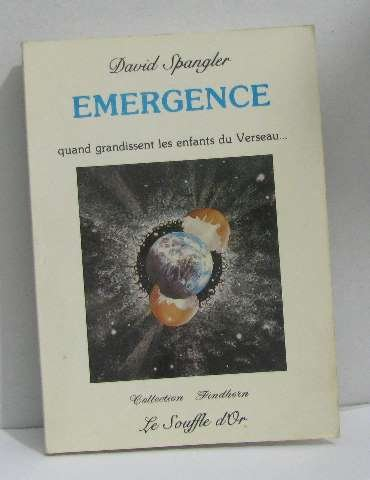 David Spangler
EMERGENCE
quand grandissent les enfants du Verseau...
Collection Findhorn
Le Souffle d'Or